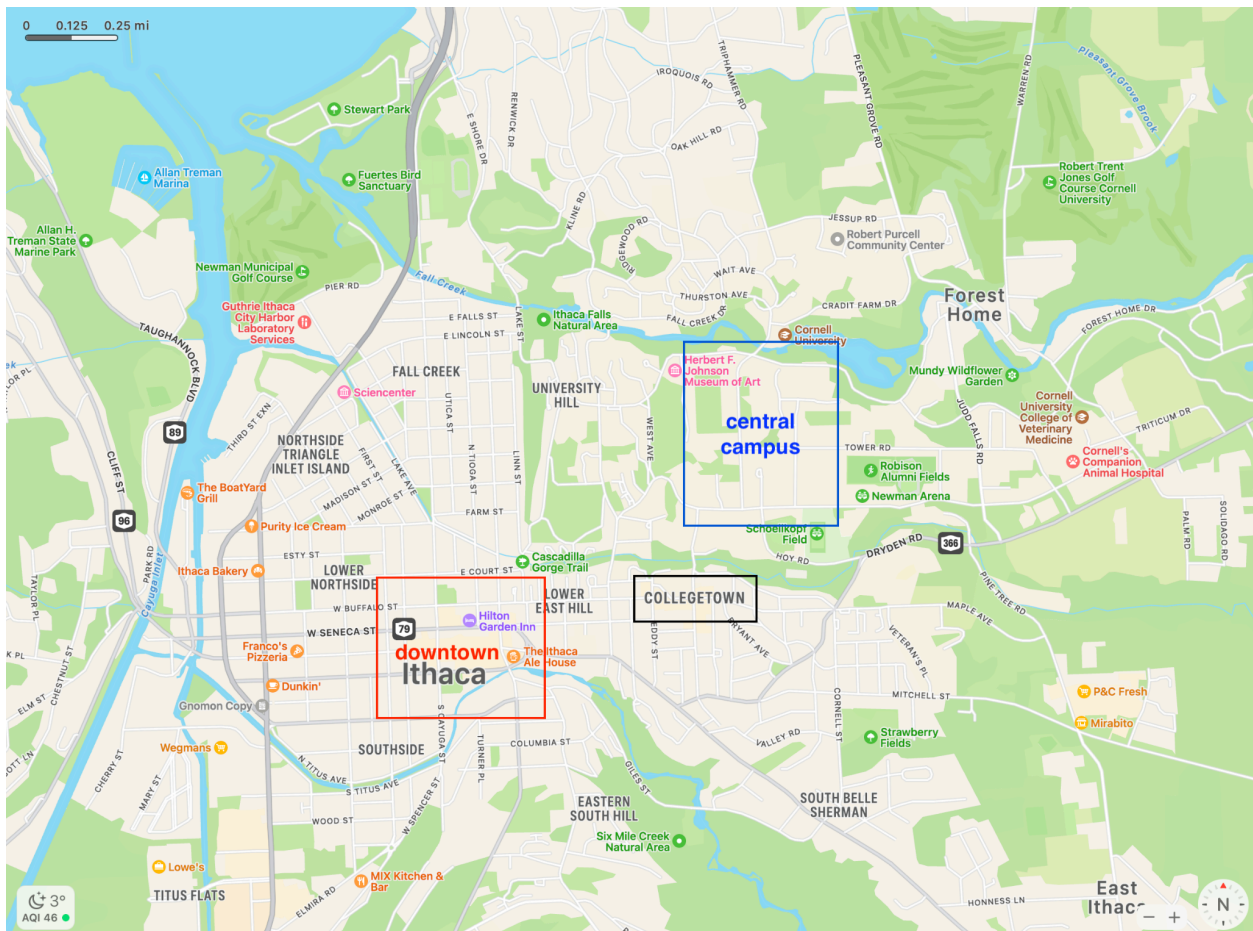 0 0.125 0.25 mi
Stewart Park
Allan Treman
Marina
Fuertes Bird
Sanctuary
Allan H.
Treman State
Marine Park
Newman Municipal
Golf Course
PIER RD
Guthrie Ithaca
City Harbor
Laboratory
Services
TAUGHANNOCK BLVD
Fall Creek
E SHORE DR
RENWICK DR
KLINE RD
RIDGEWOOD RD
IROQUOIS RD
TRIPHAMMER RD
OAK HILL RD
PLEASANT GROVE RD
WARREN RD
Pleasant Grove Brook
Robert Trent
Jones Golf
Course Cornell
University
JESSUP RD
Robert Purcell
Community Center
WAIT AVE
THURSTON AVE
CRADIT FARM DR
FALL CREEK DR
Forest
Home
FOREST HOME DR
Cornell
University
Ithaca Falls
Natural Area
LAKE ST
E FALLS ST
E LINCOLN ST
FALL CREEK
Sciencenter
UTICA ST
UNIVERSITY
HILL
Herbert F.
Johnson
Museum of Art
Mundy Wildflower
Garden
Cornell
University
College of
Veterinary
Medicine
TRITICUM DR
JUDD FALLS RD
central
campus
WEST AVE
TOWER RD
Robison
Alumni Fields
Cornell's
Companion
Animal Hospital
Newman Arena
Schoellkopf
Field
HOY RD
DRYDEN RD
366
PALM RD
SOLIDAGO RD
PINE TREE RD
89
CLIFF ST
96
THIRD ST EXN
NORTHSIDE
TRIANGLE
INLET ISLAND
FIRST ST
LAKE AVE
MADISON ST
MONROE ST
N TIOGA ST
LINN ST
FARM ST
The BoatYard
Grill
Purity Ice Cream
PARK RD
Cayuga Inlet
Ithaca Bakery
ESTY ST
LOWER
NORTHSIDE
E COURT ST
Cascadilla
Gorge Trail
TAYLOR PL
W BUFFALO ST
LOWER
EAST HILL
COLLEGETOWN
MAPLE AVE
W SENECA ST
79
Hilton
Garden Inn
EDDY ST
BRYANT AVE
VETERAN'S PL
Franco's
Pizzeria
downtown
Ithaca
The Ithaca
Ale House
Dunkin'
Gnomon Copy
ELM ST
CHESTNUT ST
MITCHELL ST
P&C Fresh
Mirabito
CORNELL ST
Strawberry
Fields
Wegmans
SOUTHSIDE
S CAYUGA ST
TURNER PL
COLUMBIA ST
VALLEY RD
CHERRY ST
MARY ST
N TITUS AVE
S TITUS AVE
GILES ST
WOOD ST
W SPENCER ST
EASTERN
SOUTH HILL
SOUTH BELLE
SHERMAN
Six Mile Creek
Natural Area
Lowe's
MIX Kitchen &
Bar
TITUS FLATS
ELMIRA RD
HONNESS LN
East
Ithaca
3°
AQI 46
N